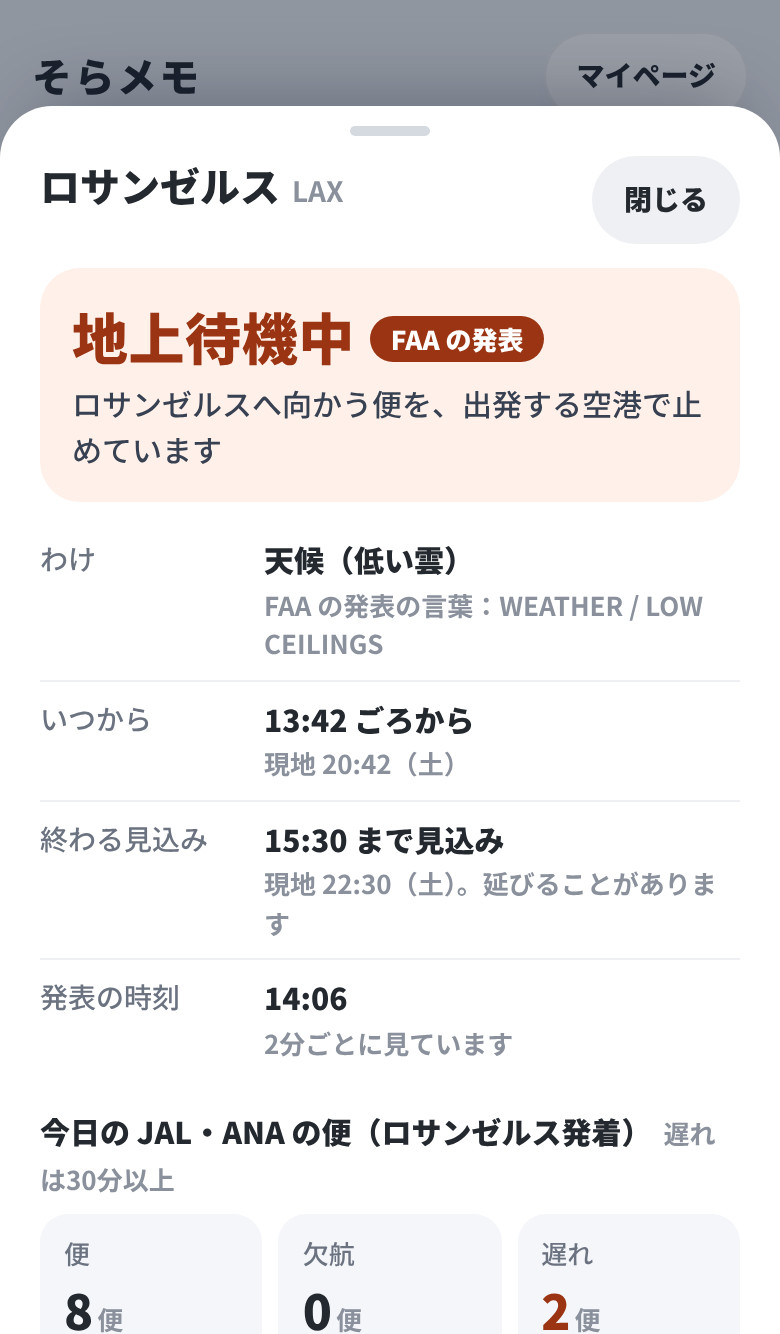 そらメモ
マイページ
ロサンゼルス LAX
閉じる
地上待機中 FAA の発表
ロサンゼルスへ向かう便を、出発する空港で止
めています
わけ
天候（低い雲）
FAA の発表の言葉：WEATHER / LOW
CEILINGS
いつから
13:42 ごろから
現地 20:42（土）
終わる見込み
15:30 まで見込み
現地 22:30（土）。延びることがありま
す
発表の時刻
14:06
2分ごとに見ています
今日の JAL・ANA の便（ロサンゼルス発着） 遅れ
は30分以上
便
8便
欠航
0便
遅れ
2便